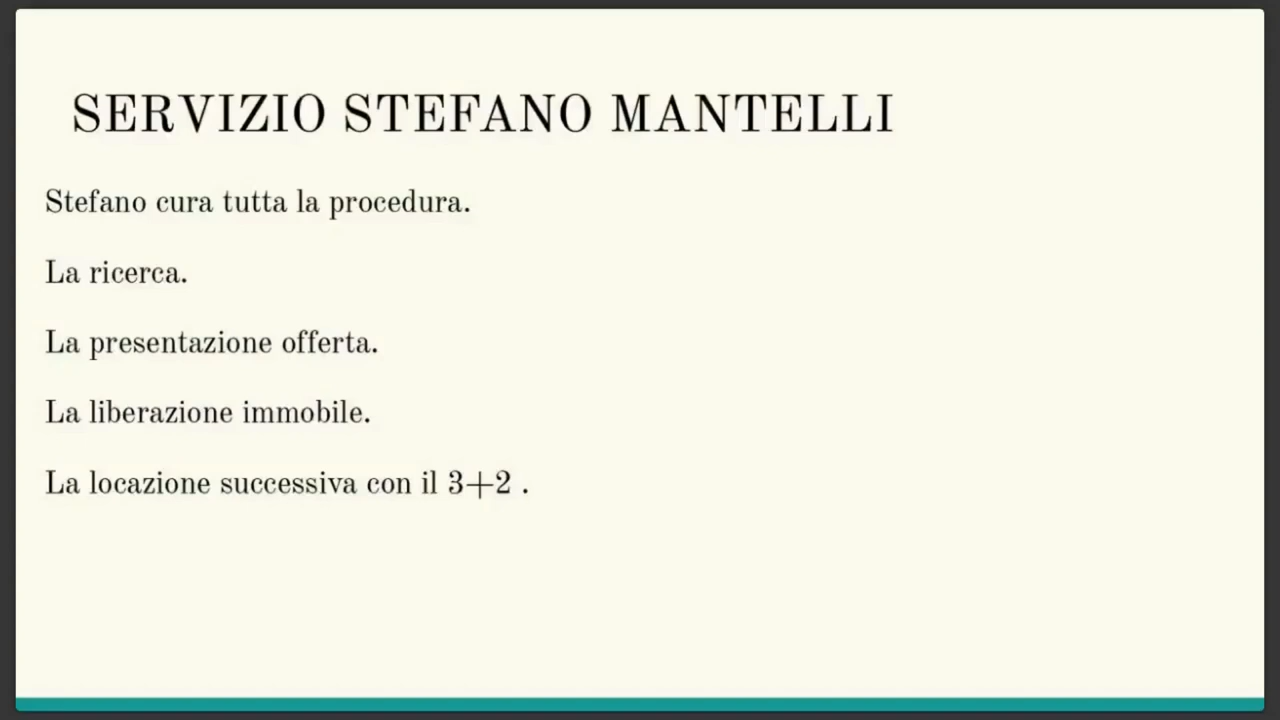 SERVIZIO STEFANO MANTELLI
Stefano cura tutta la procedura.
La ricerca.
La presentazione offerta.
La liberazione immobile.
La locazione successiva con il 3+2 .